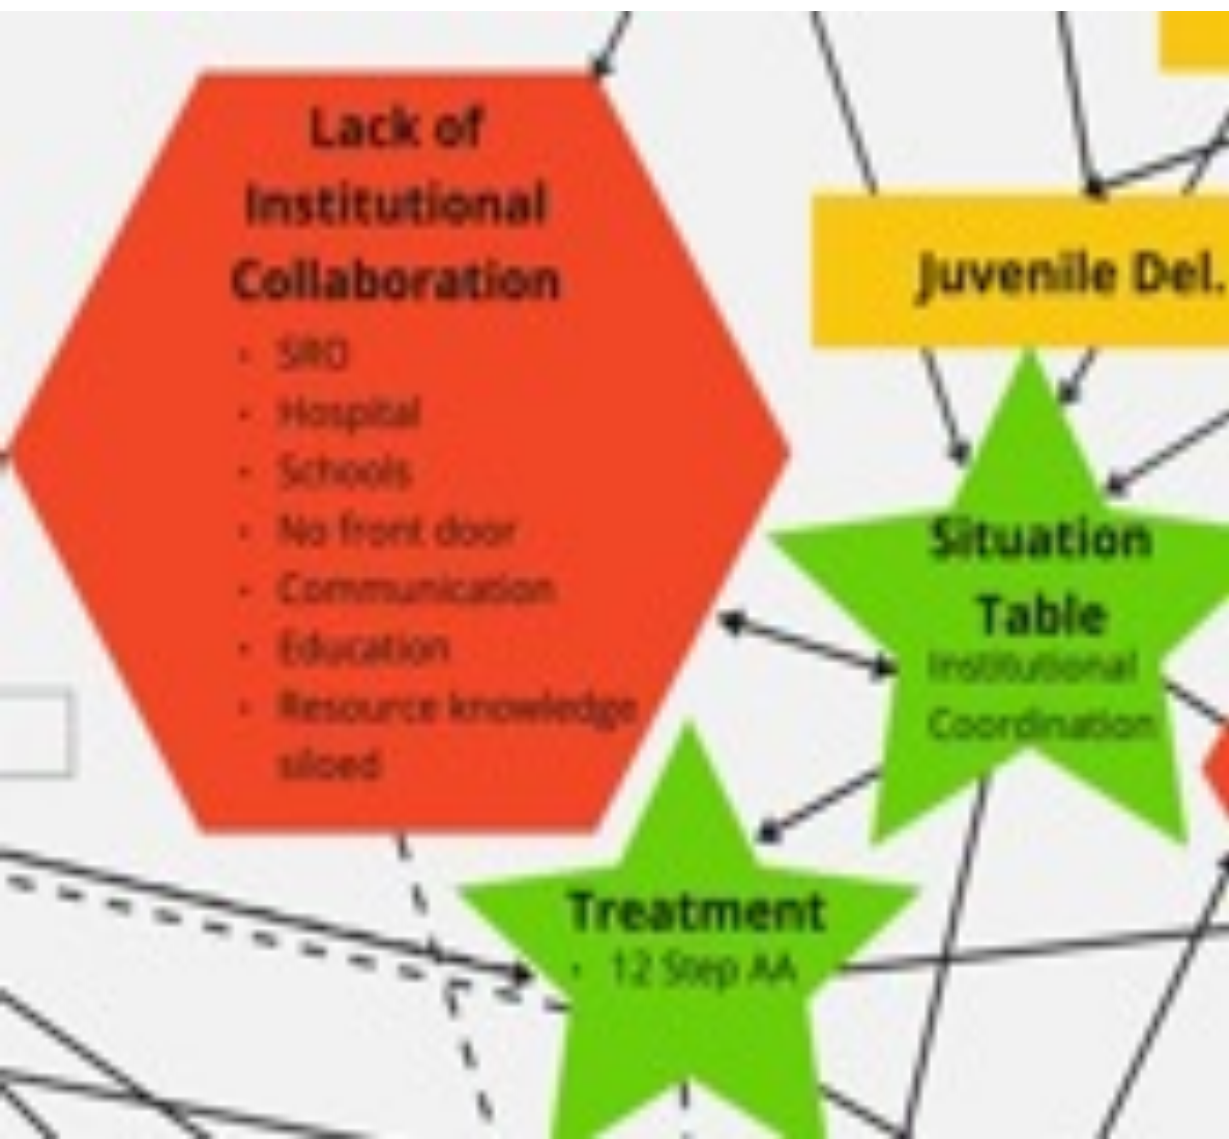 Lack of
Institutional
Collaboration
• SRO
• Hospital
• Schools
• No front door
• Communication
• Education
• Resource knowledge
siloed
Juvenile Del.
Situation
Table
Institutional
Coordination
Treatment
• 12 Step AA